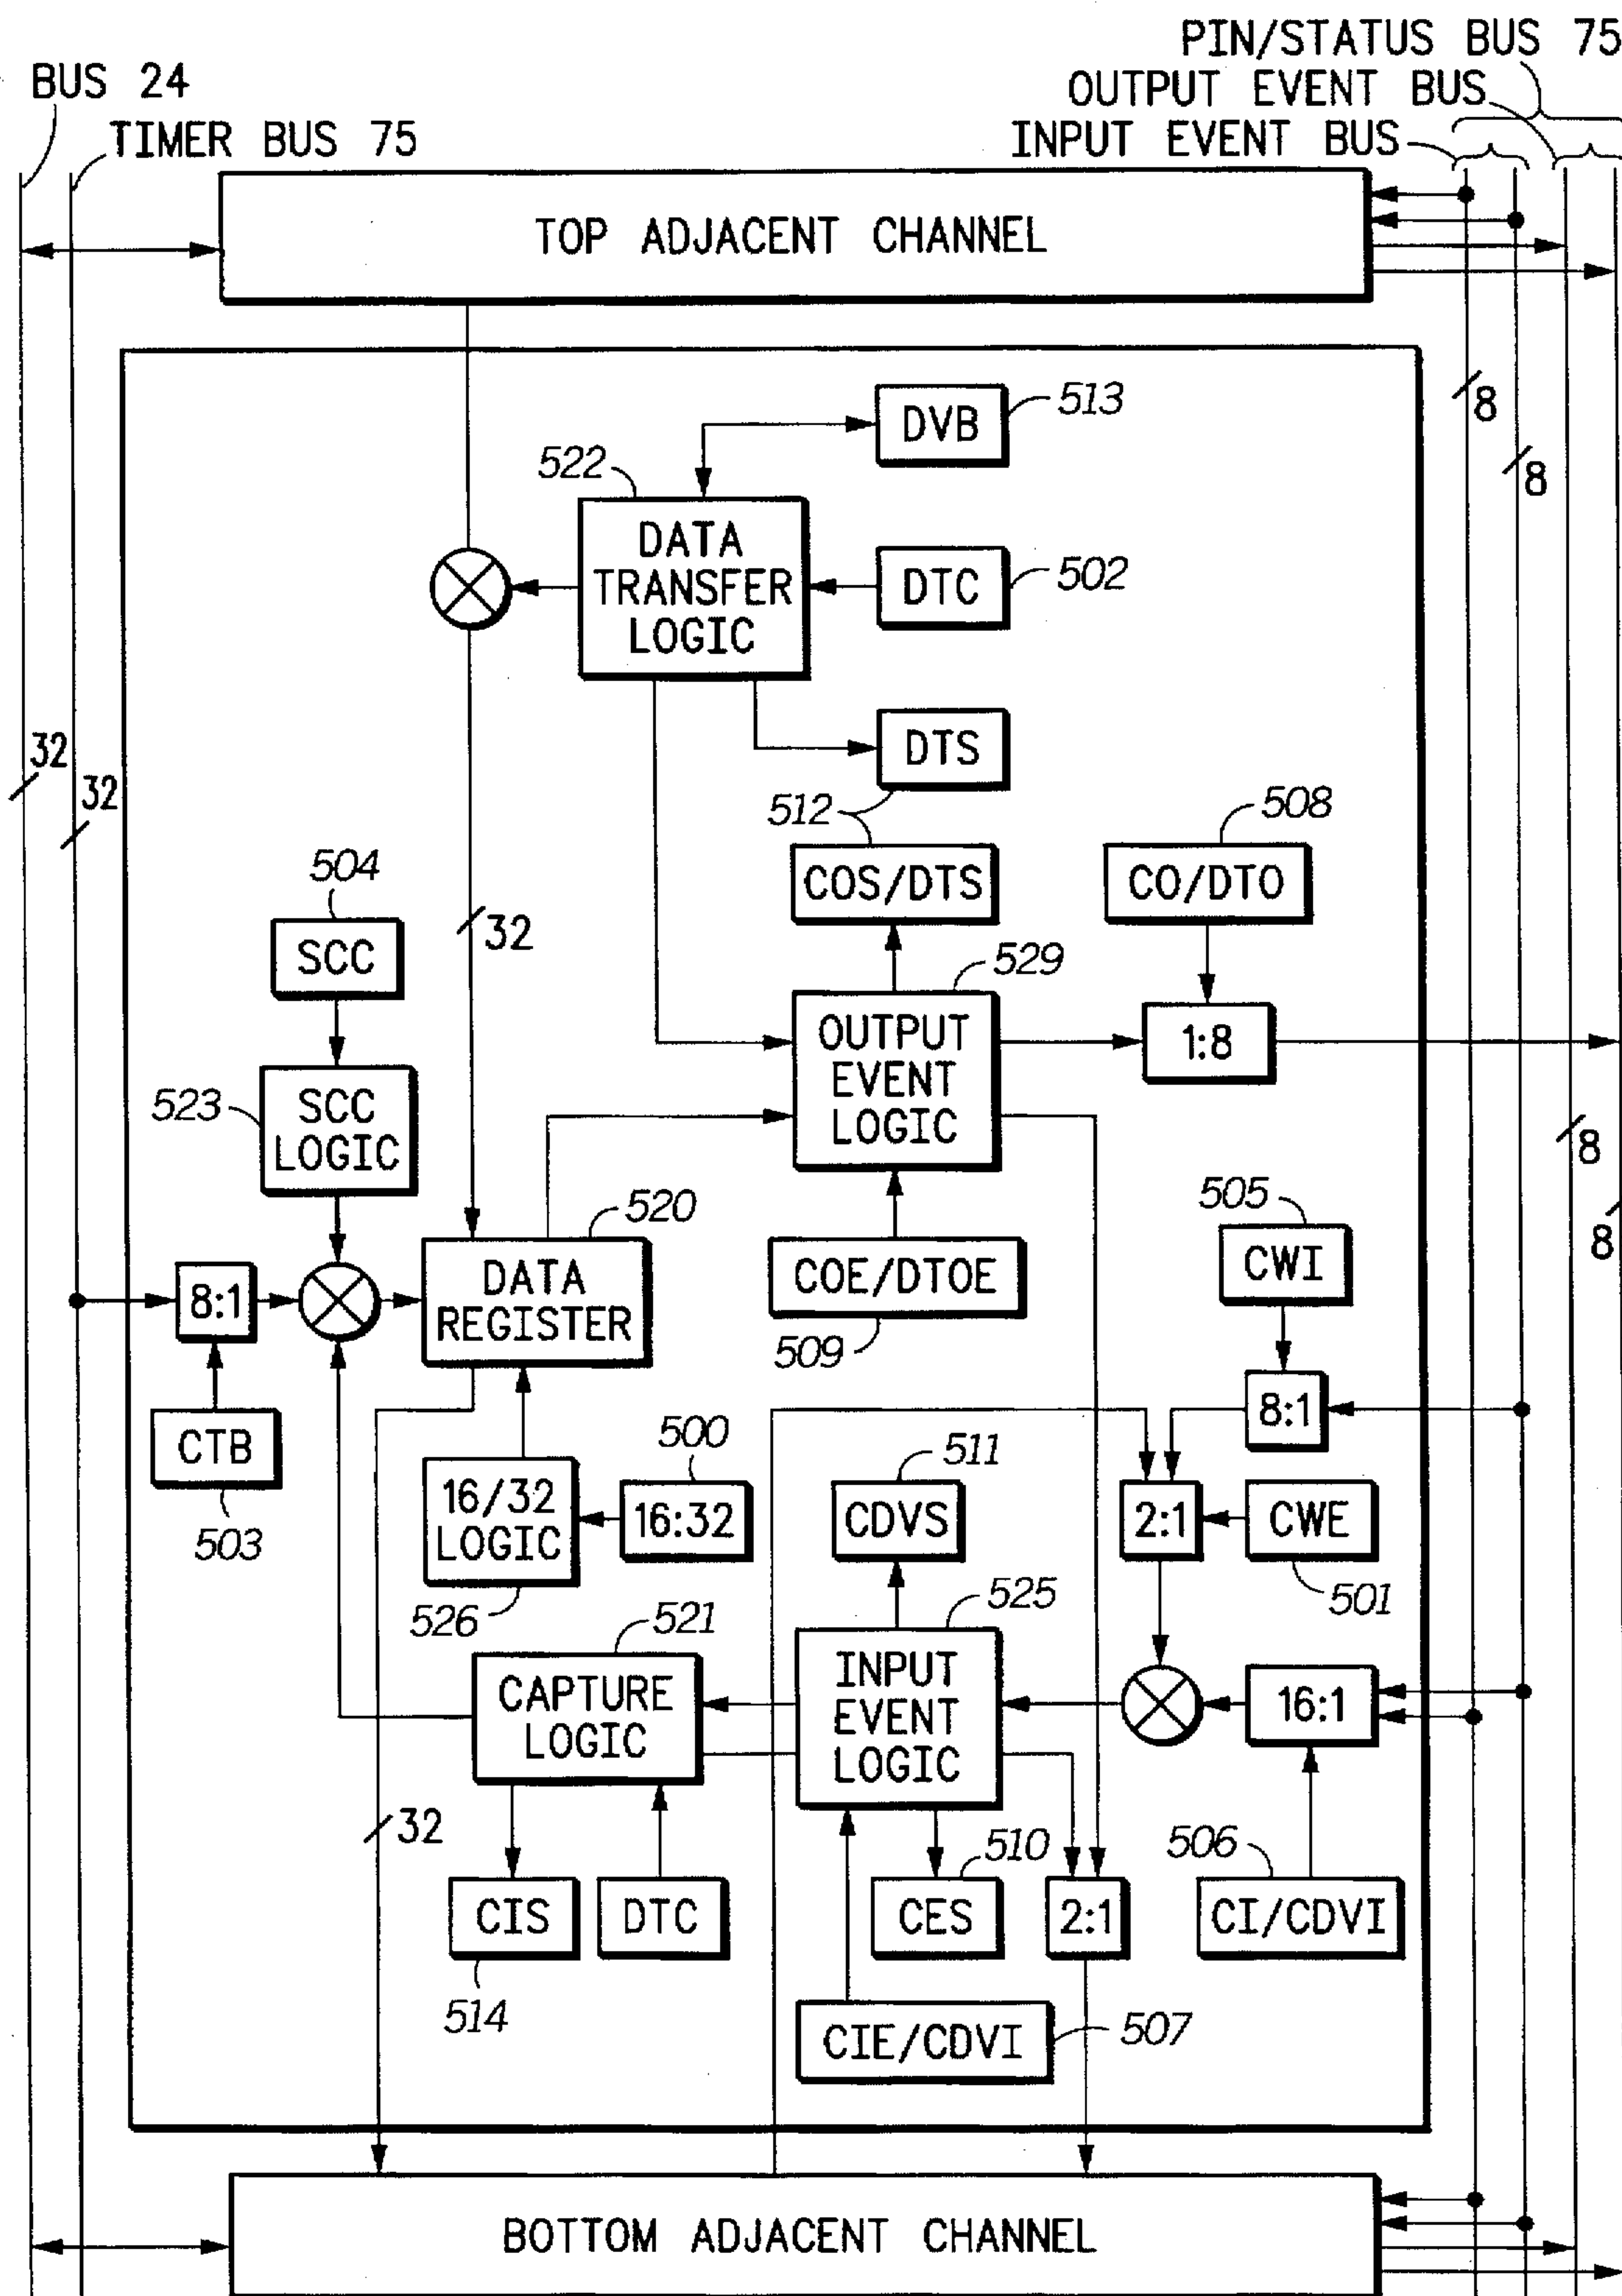 PIN/STATUS BUS 75
BUS 24
OUTPUT EVENT BUS
TIMER BUS 75
INPUT EVENT BUS
TOP ADJACENT CHANNEL
8
8
DVB
513
522
DATA
TRANSFER
LOGIC
DTC
502
DTS
32
32
512
508
COS/DTS
CO/DTO
504
32
SCC
529
OUTPUT
EVENT
LOGIC
1:8
523
SCC
LOGIC
8
8
505
CWI
520
DATA
REGISTER
COE/DTOE
509
8:1
8:1
CTB
503
500
511
16/32
LOGIC
16:32
CDVS
2:1
CWE
501
526
521
525
CAPTURE
LOGIC
INPUT
EVENT
LOGIC
16:1
32
510
506
CIS
DTC
CES
2:1
CI/CDVI
514
CIE/CDVI
507
BOTTOM ADJACENT CHANNEL